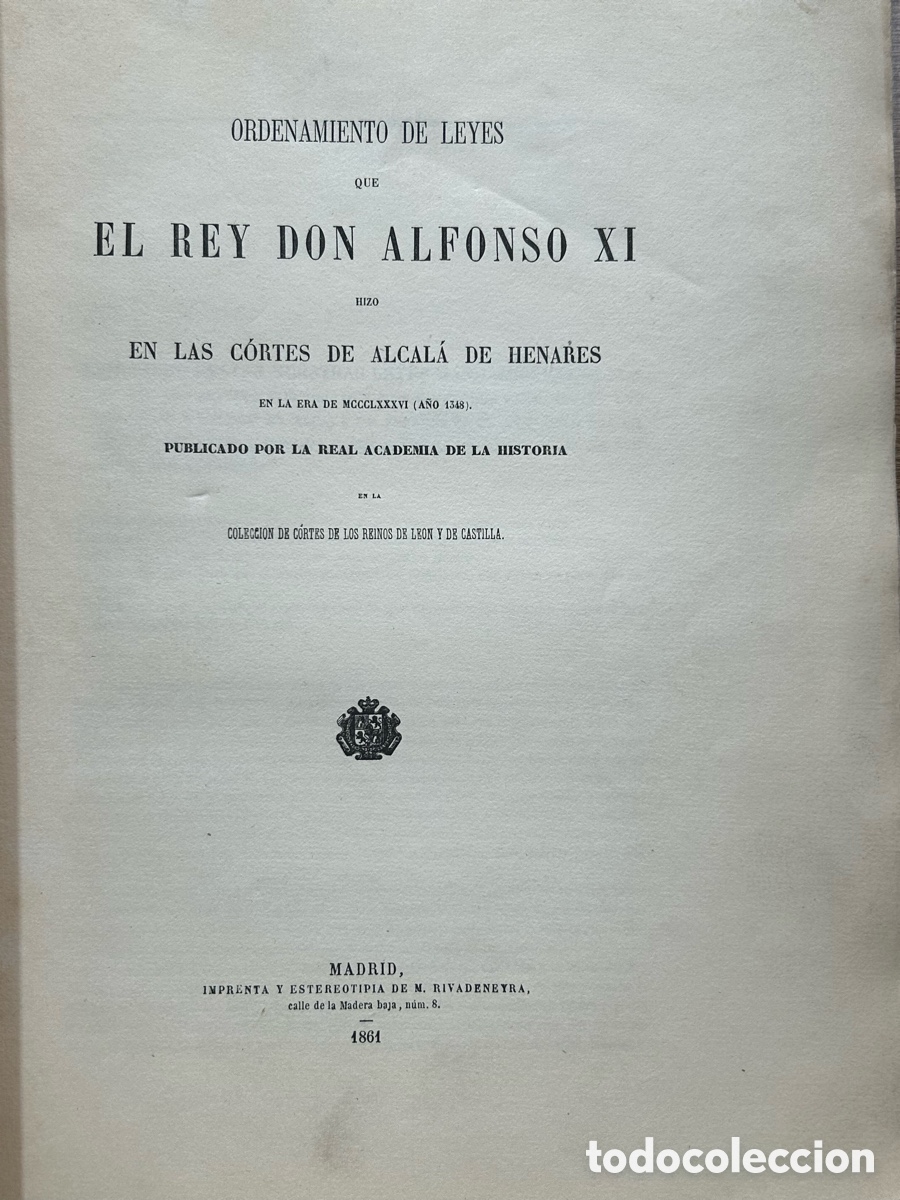 ORDENAMIENTO DE LEYES
QUE
EL REY DON ALFONSO XI
HIZO
EN LAS CÓRTES DE ALCALÁ DE HENARES
EN LA ERA DE MCCCLXXXVI (AÑO 1348).
PUBLICADO POR LA REAL ACADEMIA DE LA HISTORIA
EN LA
COLECCION DE CÓRTES DE LOS REINOS DE LEON Y DE CASTILLA.
MADRID,
IMPRENTA Y ESTEREOTIPIA DE M. RIVADENEYRA,
calle de la Madera baja, núm. 8.
1861
todocoleccion